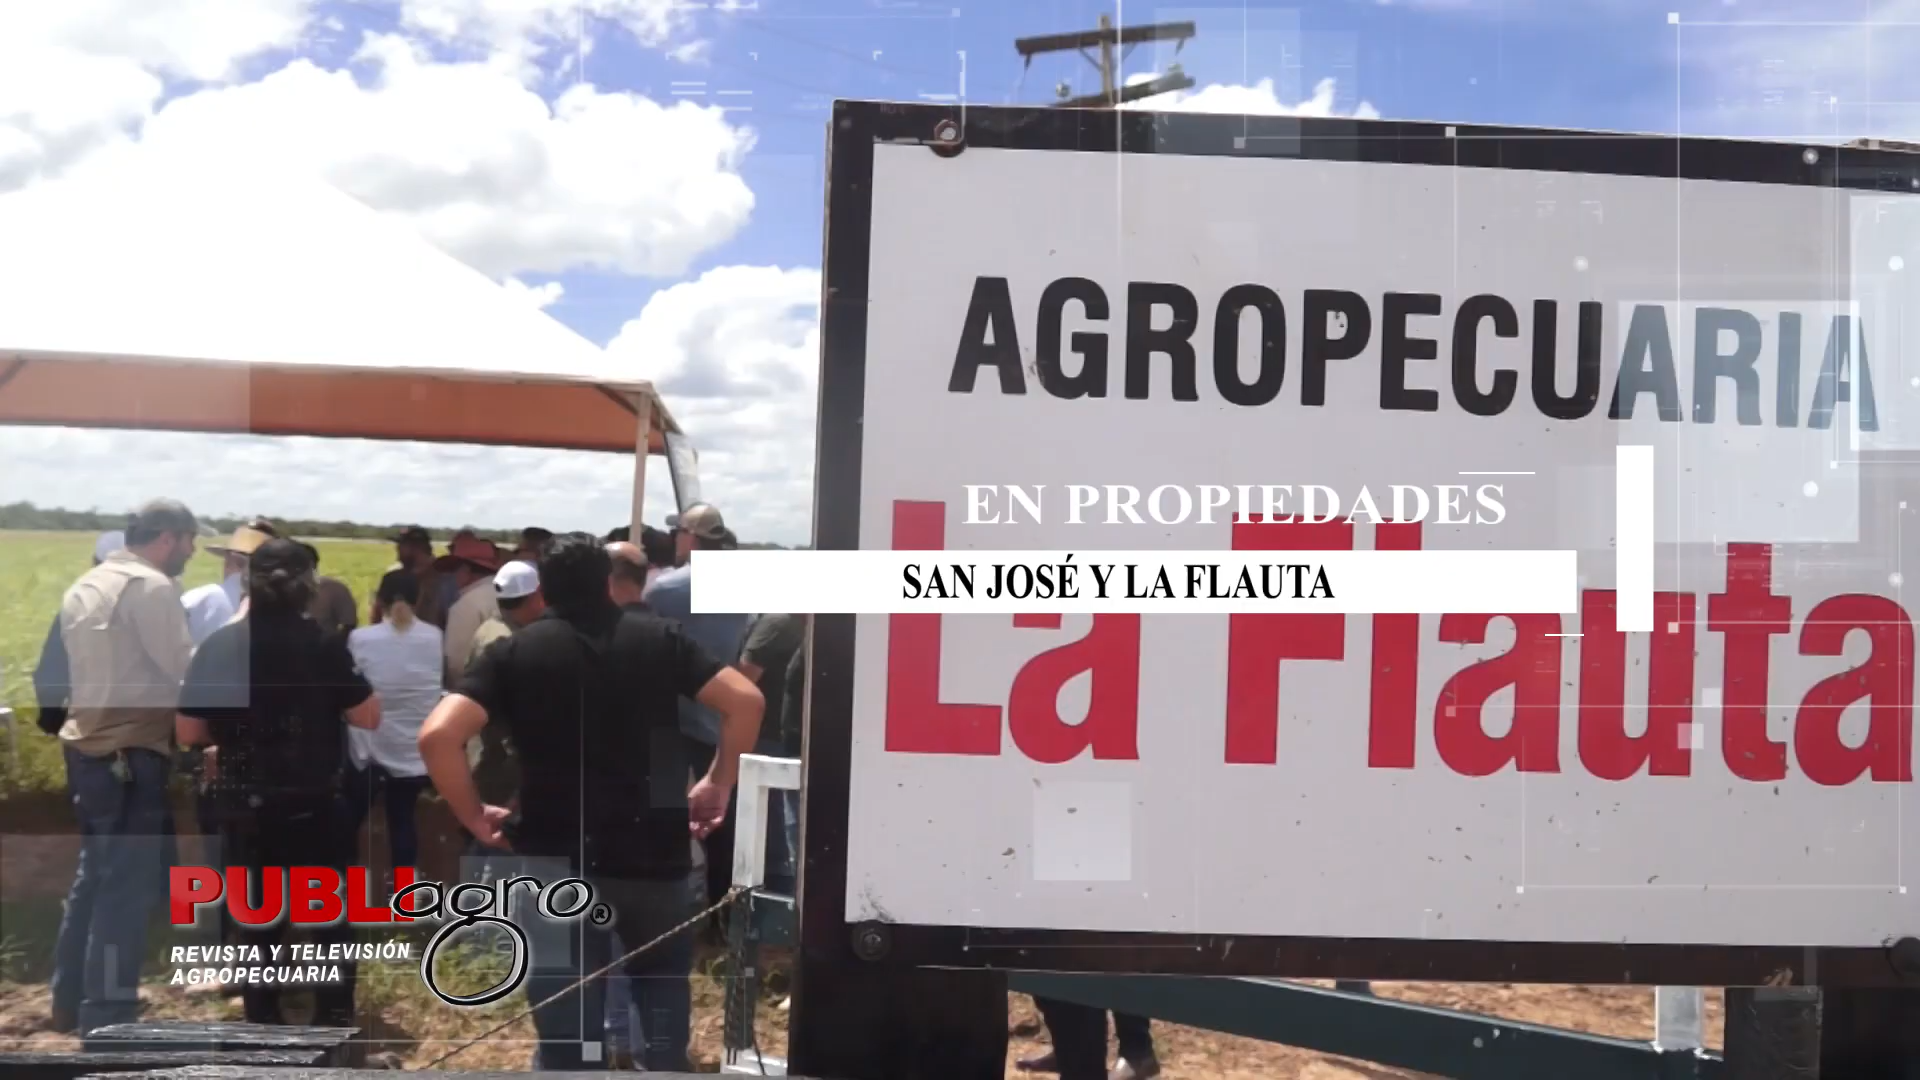 AGROPECUARIA
La Flauta
EN PROPIEDADES
SAN JOSÉ Y LA FLAUTA
PUBLIagro®
REVISTA Y TELEVISIÓN
AGROPECUARIA